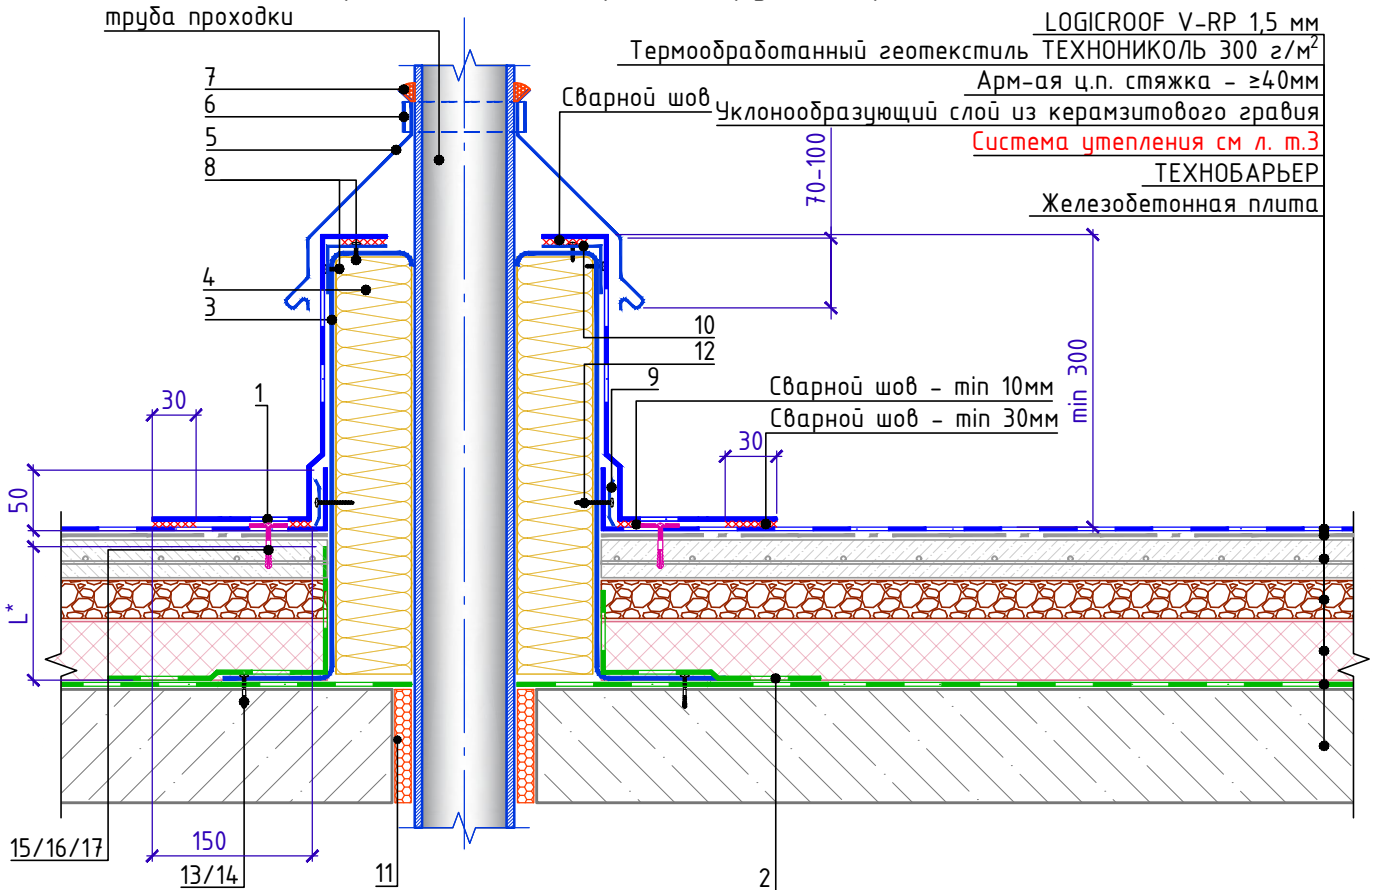 труба проходки
LOGICROOF V-RP 1,5 мм
Термообработанный геотекстиль ТЕХНОНИКОЛЬ 300 г/м²
Арм-ая ц.п. стяжка - ≥40мм
Уклонообразующий слой из керамзитового гравия
Система утепления см л. т.3
ТЕХНОБАРЬЕР
Железобетонная плита
7
6
5
8
4
3
Сварной шов
70-100
10
12
9
Сварной шов - min 10мм
Сварной шов - min 30мм
min 300
30
1
30
50
L*
150
15/16/17
13/14
11
2